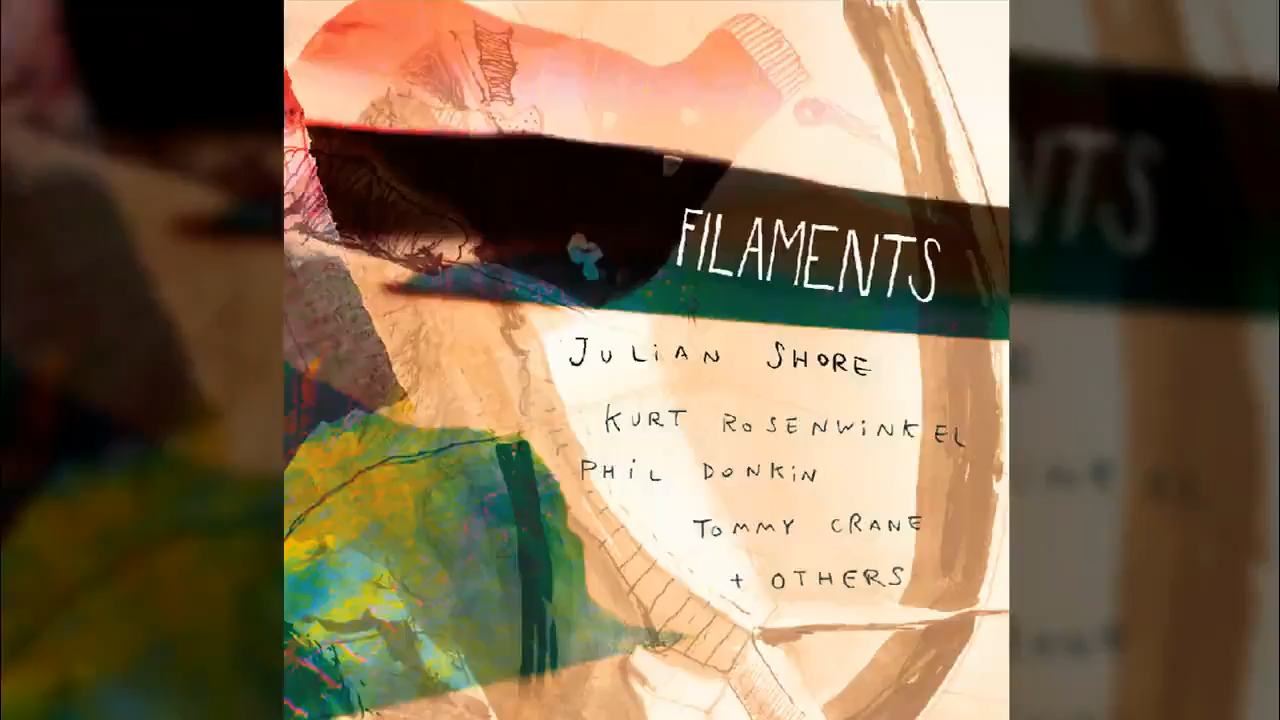 FILAMENTS
JULiAN SHORE
KURT ROSENWiNKEL
PHiL DONKiN
TOMMY CRANE
+ OTHERS